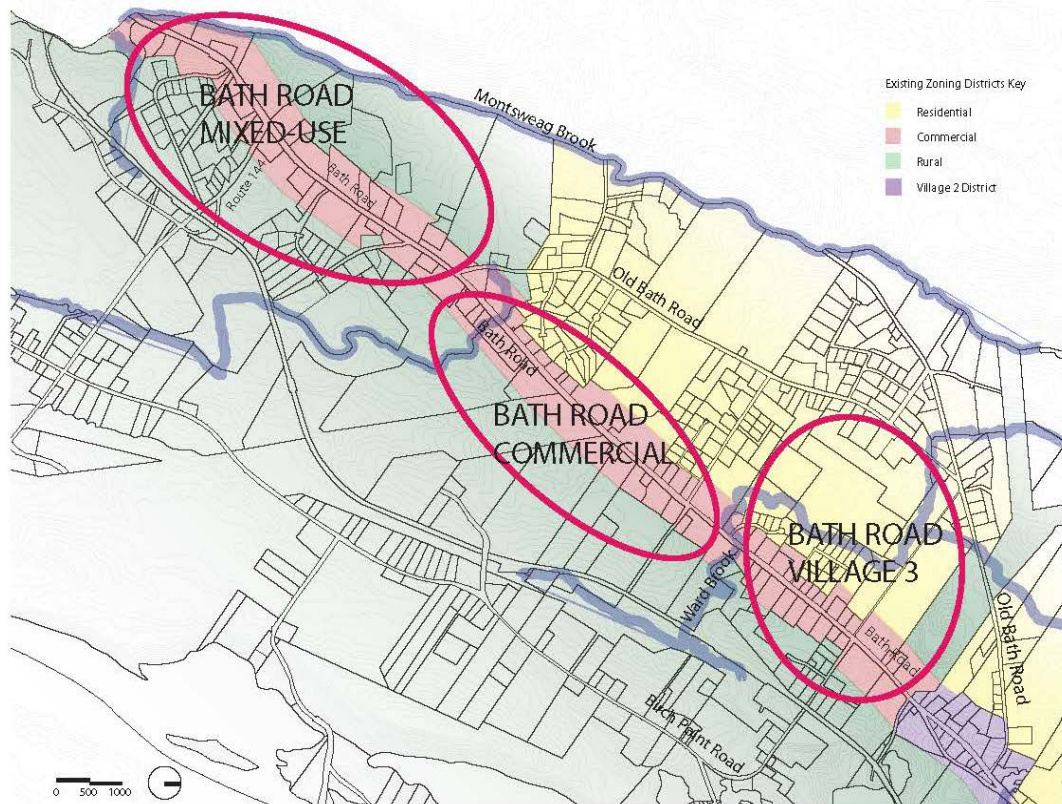 BATH ROAD
MIXED-USE
Montsweag Brook
Existing Zoning Districts Key
Residential
Commercial
Rural
Village 2 District
Bath Road
Route 144
Old Bath Road
Bath Road
BATH ROAD
COMMERCIAL
BATH ROAD
VILLAGE 3
Ward Brook
Bath Road
Old Bath Road
Birch Point Road
0 500 1000